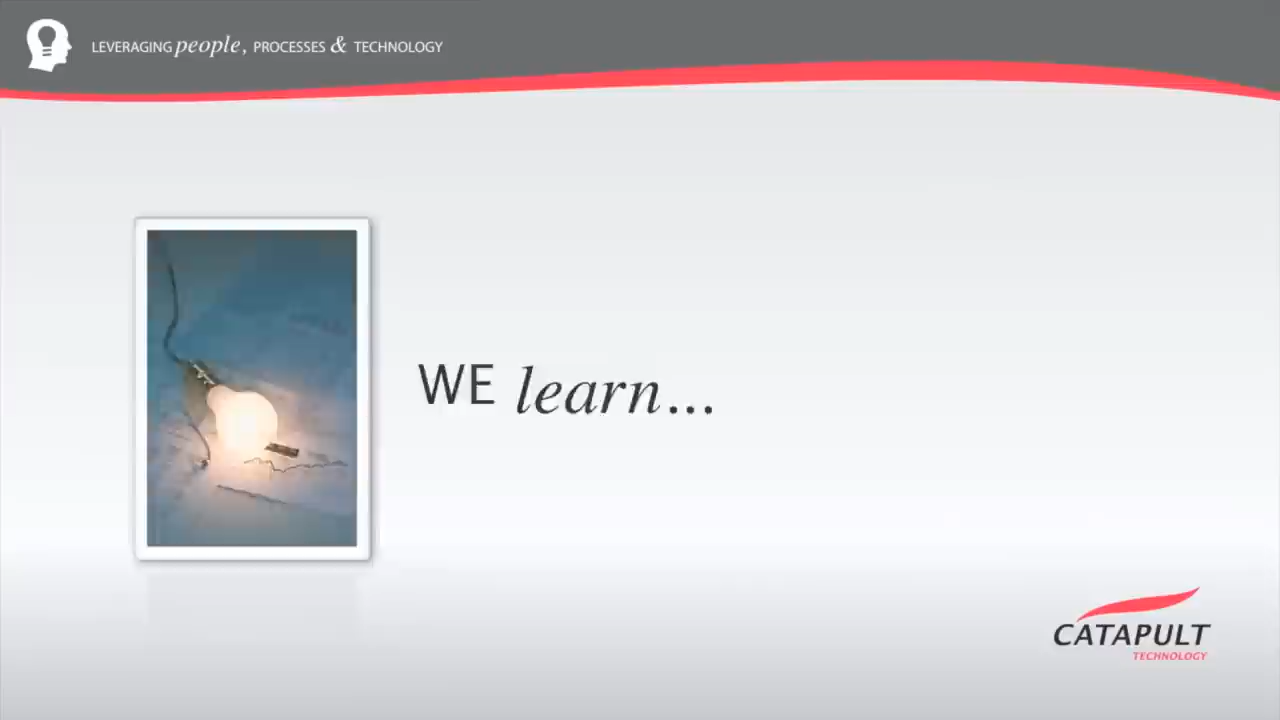 LEVERAGING people, PROCESSES & TECHNOLOGY
WE learn...
CATAPULT
TECHNOLOGY